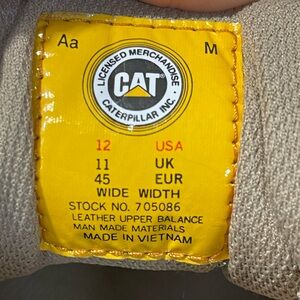 Aa M
LICENSED MERCHANDISE
CAT
CATERPILLAR INC.
12 USA
11 UK
45 EUR
WIDE WIDTH
STOCK NO. 705086
LEATHER UPPER BALANCE
MAN MADE MATERIALS
MADE IN VIETNAM